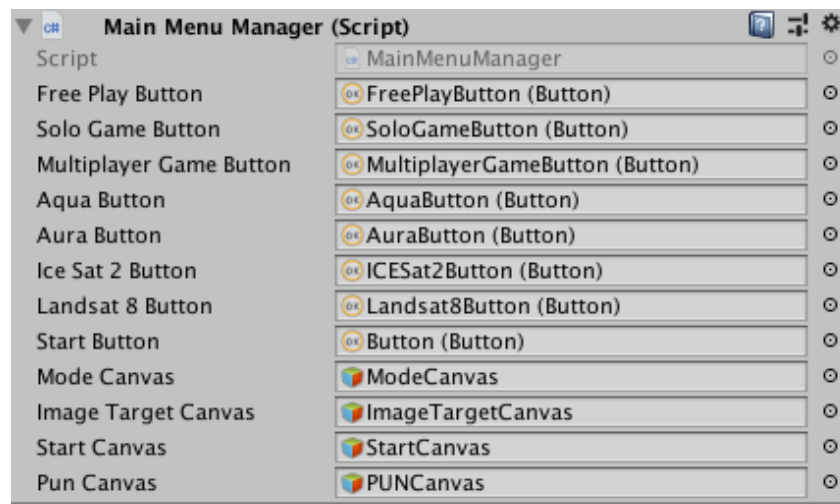 Main Menu Manager (Script)
Script MainMenuManager
Free Play Button FreePlayButton (Button)
Solo Game Button SoloGameButton (Button)
Multiplayer Game Button MultiplayerGameButton (Button)
Aqua Button AquaButton (Button)
Aura Button AuraButton (Button)
Ice Sat 2 Button ICESat2Button (Button)
Landsat 8 Button Landsat8Button (Button)
Start Button Button (Button)
Mode Canvas ModeCanvas
Image Target Canvas ImageTargetCanvas
Start Canvas StartCanvas
Pun Canvas PUNCanvas